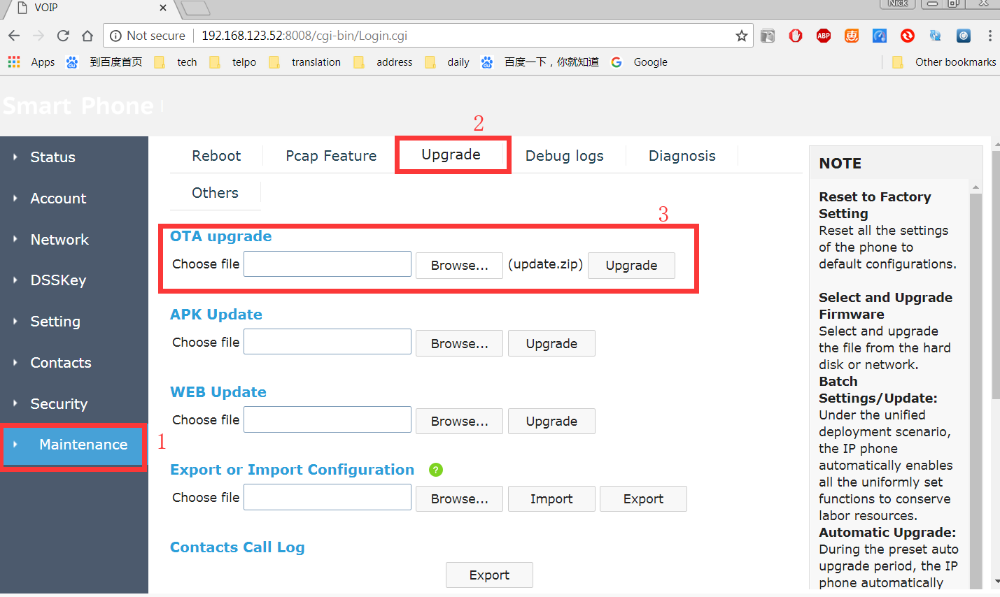 VOIP
Nick
Not secure 192.168.123.52:8008/cgi-bin/Login.cgi
ABP
Apps 到百度首页 tech telpo translation address daily 百度一下，你就知道 Google Other bookmarks
Smart Phone
2
Status
Account
Network
DSSKey
Setting
Contacts
Security
Maintenance
1
Reboot Pcap Feature Upgrade Debug logs Diagnosis
Others
3
OTA upgrade
Choose file Browse... (update.zip) Upgrade
APK Update
Choose file Browse... Upgrade
WEB Update
Choose file Browse... Upgrade
Export or Import Configuration ?
Choose file Browse... Import Export
Contacts Call Log
Export
NOTE
Reset to Factory
Setting
Reset all the settings
of the phone to
default configurations.
Select and Upgrade
Firmware
Select and upgrade
the file from the hard
disk or network.
Batch
Settings/Update:
Under the unified
deployment scenario,
the IP phone
automatically enables
all the uniformly set
functions to conserve
labor resources.
Automatic Upgrade:
During the preset auto
upgrade period, the IP
phone automatically